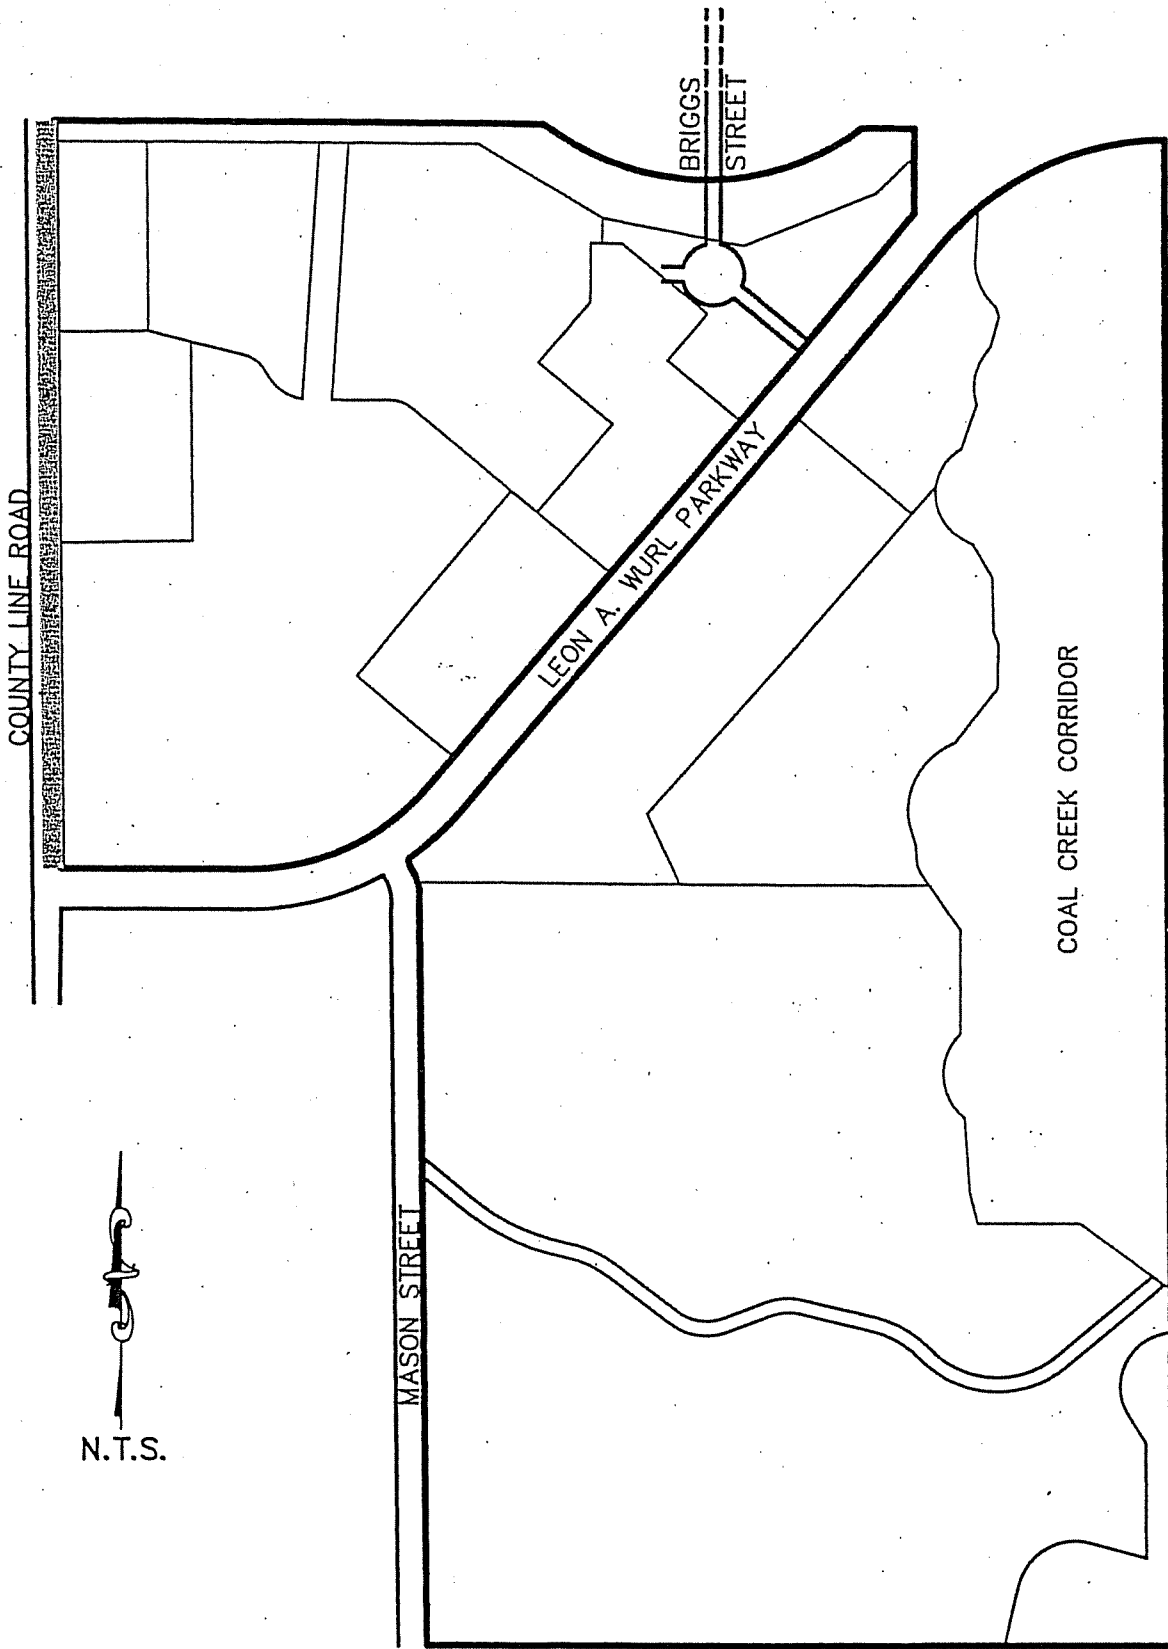 BRIGGS
STREET
COUNTY LINE ROAD
LEON A. WURL PARKWAY
COAL CREEK CORRIDOR
MASON STREET
N.T.S.